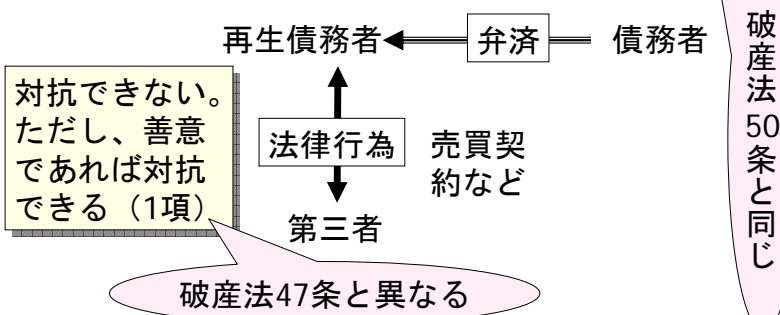 再生債務者
弁済
債務者
対抗できない。
ただし、善意
であれば対抗
できる（1項）
法律行為
売買契
約など
第三者
破産法47条と異なる
破産法50条と同じ